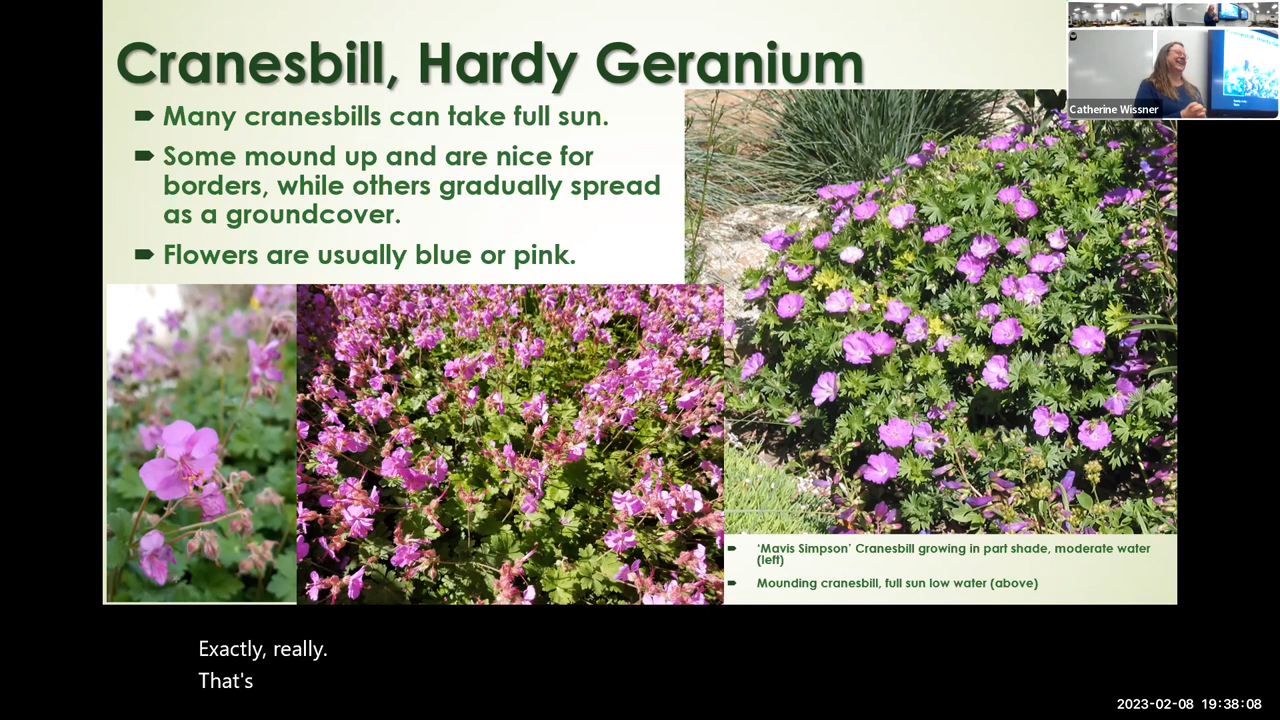 Cranesbill, Hardy Geranium
Many cranesbills can take full sun.
Some mound up and are nice for
borders, while others gradually spread
as a groundcover.
Flowers are usually blue or pink.
Catherine Wissner
‘Mavis Simpson’ Cranesbill growing in part shade, moderate water
(left)
Mounding cranesbill, full sun low water (above)
Exactly, really.
That's
2023-02-08 19:38:08